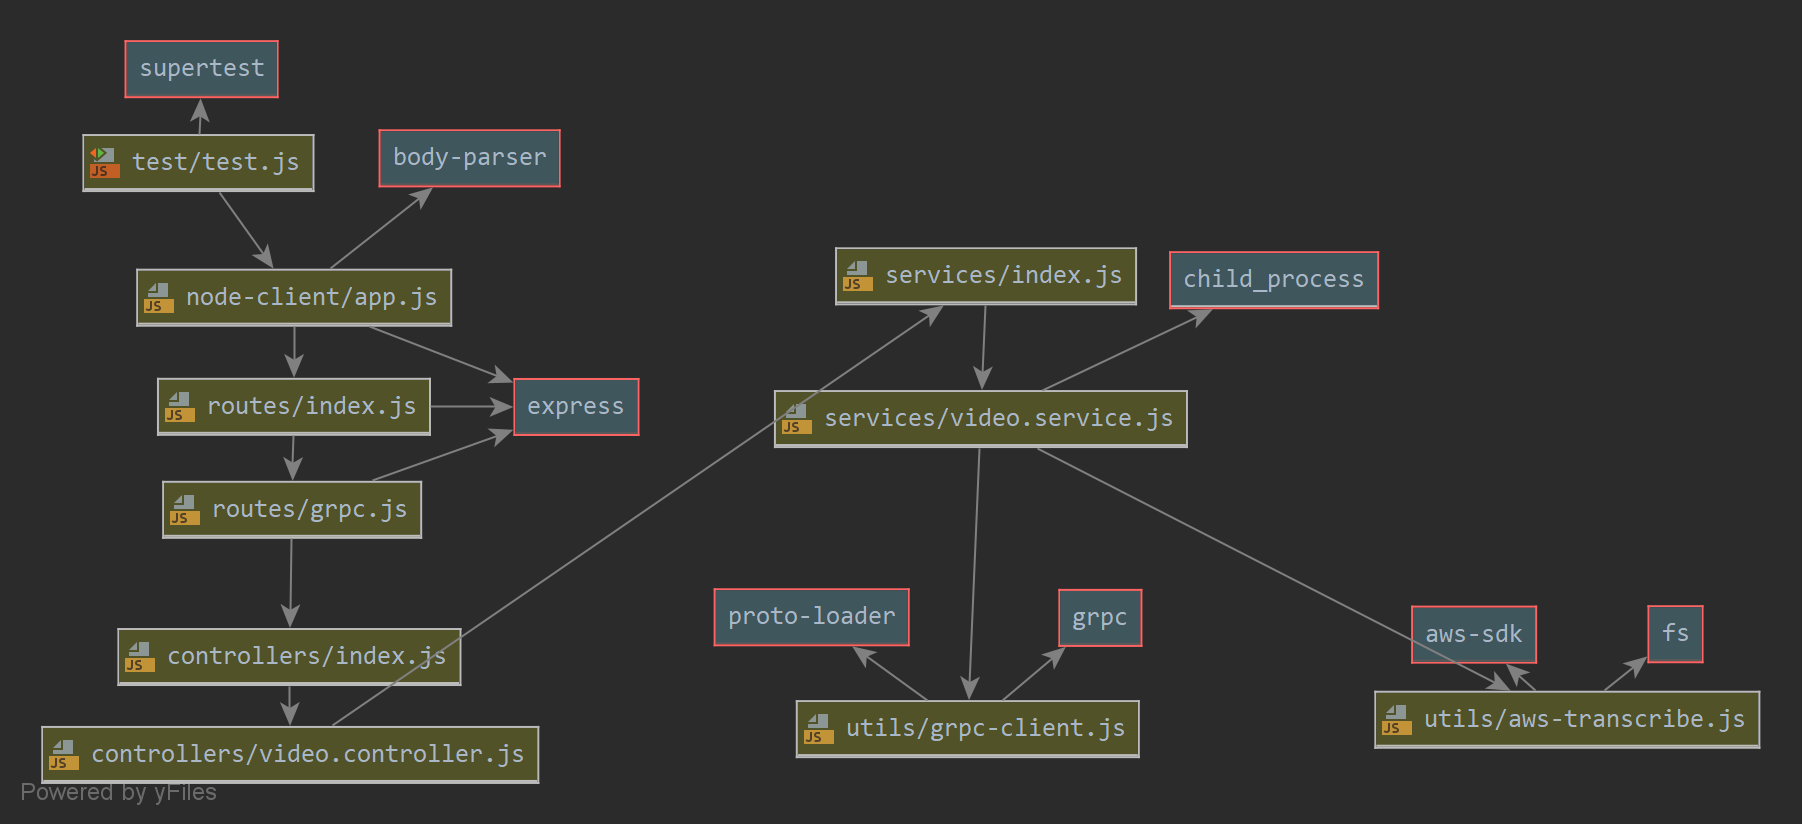 supertest
test/test.js
body-parser
node-client/app.js
services/index.js
child_process
routes/index.js
express
services/video.service.js
routes/grpc.js
proto-loader
grpc
aws-sdk
fs
controllers/index.js
utils/grpc-client.js
utils/aws-transcribe.js
controllers/video.controller.js
Powered by yFiles
JS
JS
JS
JS
JS
JS
JS
JS
JS
JS